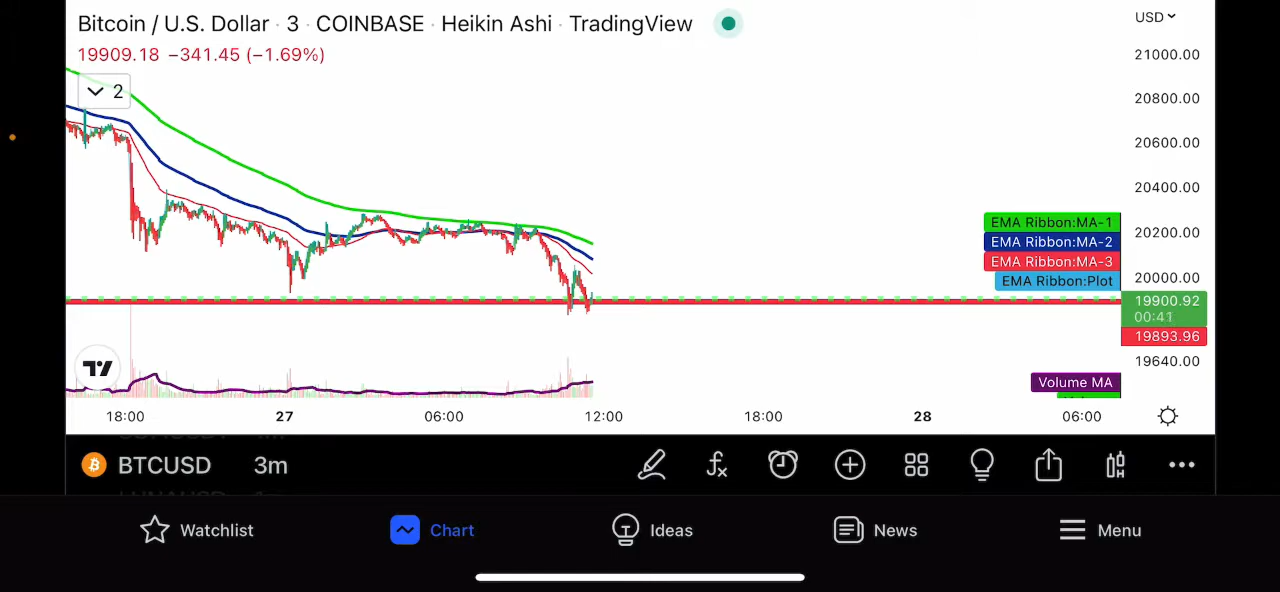 Bitcoin / U.S. Dollar · 3 · COINBASE · Heikin Ashi · TradingView
USD
19909.18 −341.45 (−1.69%)
2
21000.00
20800.00
20600.00
20400.00
20200.00
20000.00
EMA Ribbon:MA-1
EMA Ribbon:MA-2
EMA Ribbon:MA-3
EMA Ribbon:Plot
19900.92
00:41
19893.96
19640.00
Volume MA
18:00 27 06:00 12:00 18:00 28 06:00
BTCUSD 3m
Watchlist Chart Ideas News Menu